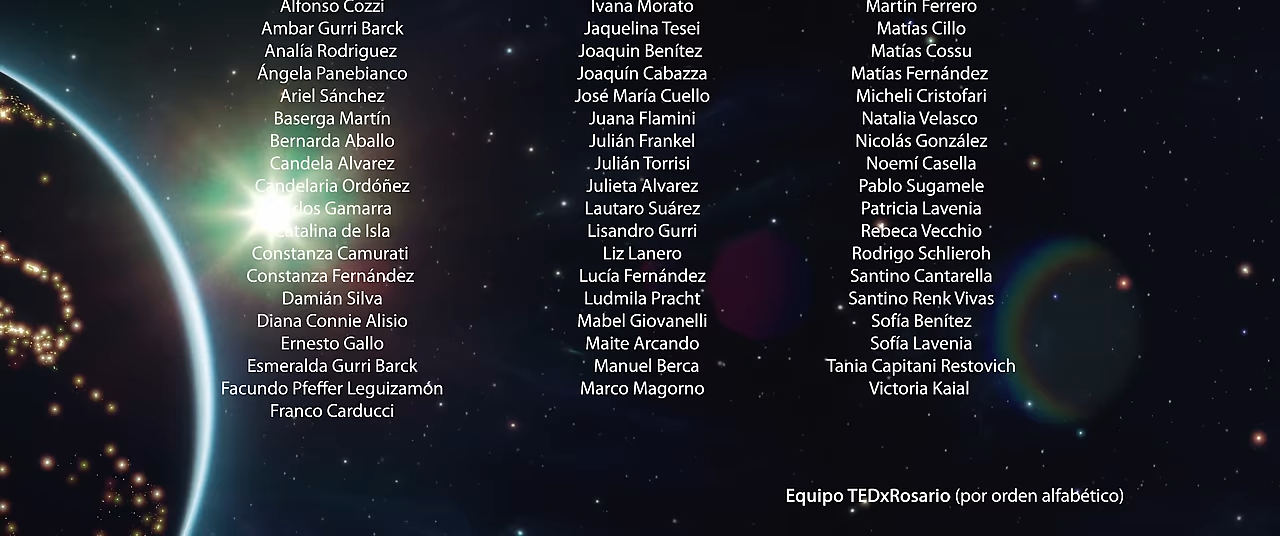 Alfonso Cozzi
Ambar Gurri Barck
Analía Rodriguez
Ángela Panebianco
Ariel Sánchez
Baserga Martín
Bernarda Aballo
Candela Alvarez
Candelaria Ordóñez
Gamarra
Catalina de Isla
Constanza Camurati
Constanza Fernández
Damián Silva
Diana Connie Alisio
Ernesto Gallo
Esmeralda Gurri Barck
Facundo Pfeffer Leguizamón
Franco Carducci
Ivana Morato
Jaquelina Tesei
Joaquin Benítez
Joaquín Cabazza
José María Cuello
Juana Flamini
Julián Frankel
Julián Torrisi
Julieta Alvarez
Lautaro Suárez
Lisandro Gurri
Liz Lanero
Lucía Fernández
Ludmila Pracht
Mabel Giovanelli
Maite Arcando
Manuel Berca
Marco Magorno
Martín Ferrero
Matías Cillo
Matías Cossu
Matías Fernández
Micheli Cristofari
Natalia Velasco
Nicolás González
Noemí Casella
Pablo Sugamele
Patricia Lavenia
Rebeca Vecchio
Rodrigo Schlieroh
Santino Cantarella
Santino Renk Vivas
Sofía Benítez
Sofía Lavenia
Tania Capitani Restovich
Victoria Kaial
Equipo TEDxRosario (por orden alfabético)